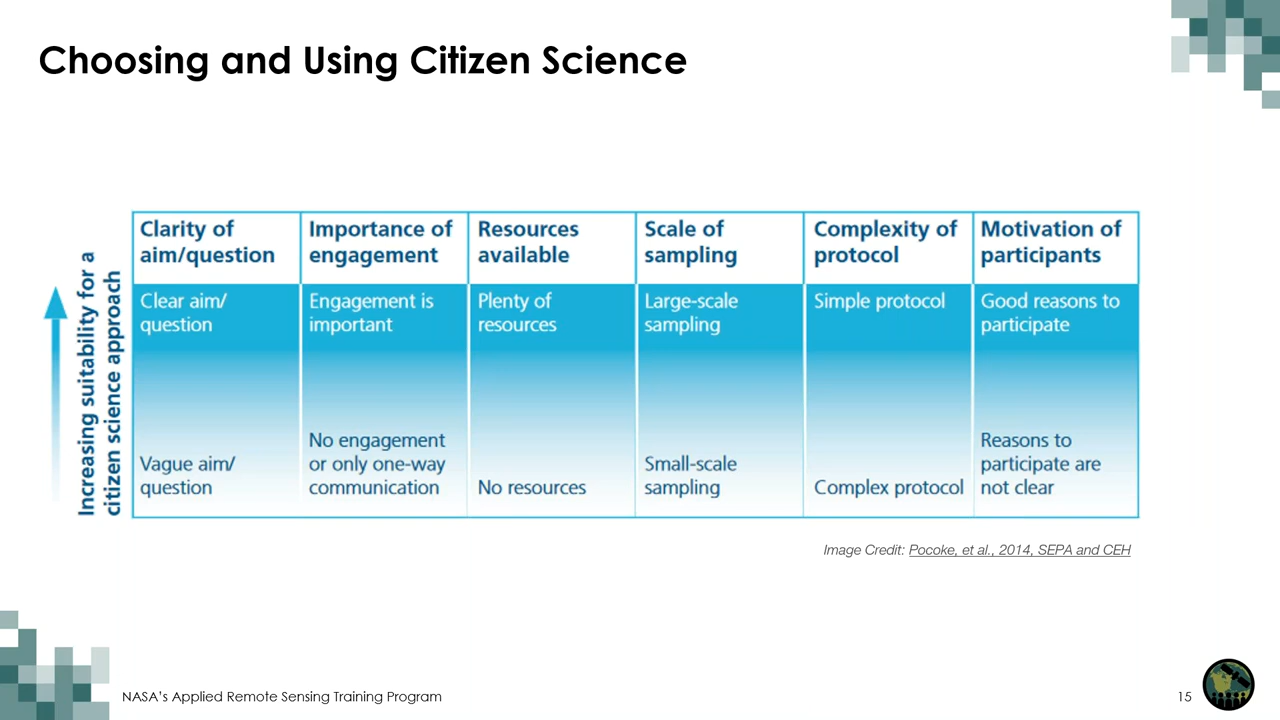 Choosing and Using Citizen Science
Increasing suitability for a
citizen science approach
Clarity of
aim/question
Importance of
engagement
Resources
available
Scale of
sampling
Complexity of
protocol
Motivation of
participants
Clear aim/
question
Engagement is
important
Plenty of
resources
Large-scale
sampling
Simple protocol
Good reasons to
participate
Vague aim/
question
No engagement
or only one-way
communication
No resources
Small-scale
sampling
Complex protocol
Reasons to
participate are
not clear
Image Credit: Pocoke, et al., 2014, SEPA and CEH
NASA's Applied Remote Sensing Training Program
15